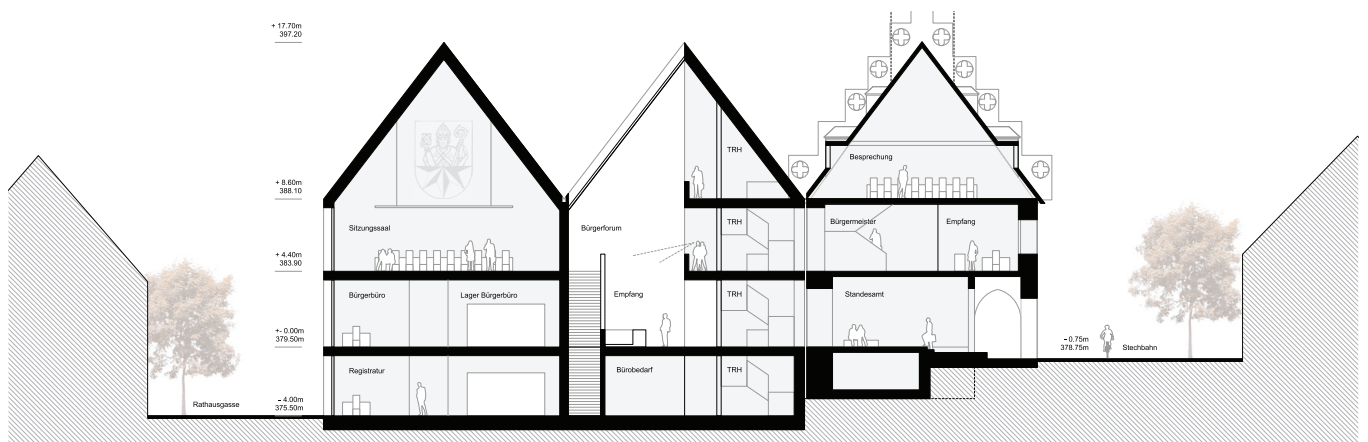 + 17.70m
397.20
TRH
Besprechung
+ 8.60m
388.10
Sitzungssaal
Bürgerforum
TRH
Bürgermeister
Empfang
+ 4.40m
383.90
Bürgerbüro
Lager Bürgerbüro
Empfang
TRH
Standesamt
+- 0.00m
379.50m
- 0.75m
378.75m
Stechbahn
Registratur
Bürobedarf
TRH
- 4.00m
375.50m
Rathausgasse